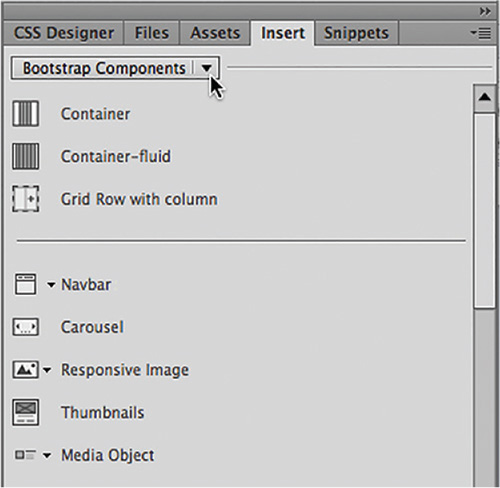 CSS Designer Files Assets Insert Snippets
Bootstrap Components
Container
Container-fluid
Grid Row with column
Navbar
Carousel
Responsive Image
Thumbnails
Media Object